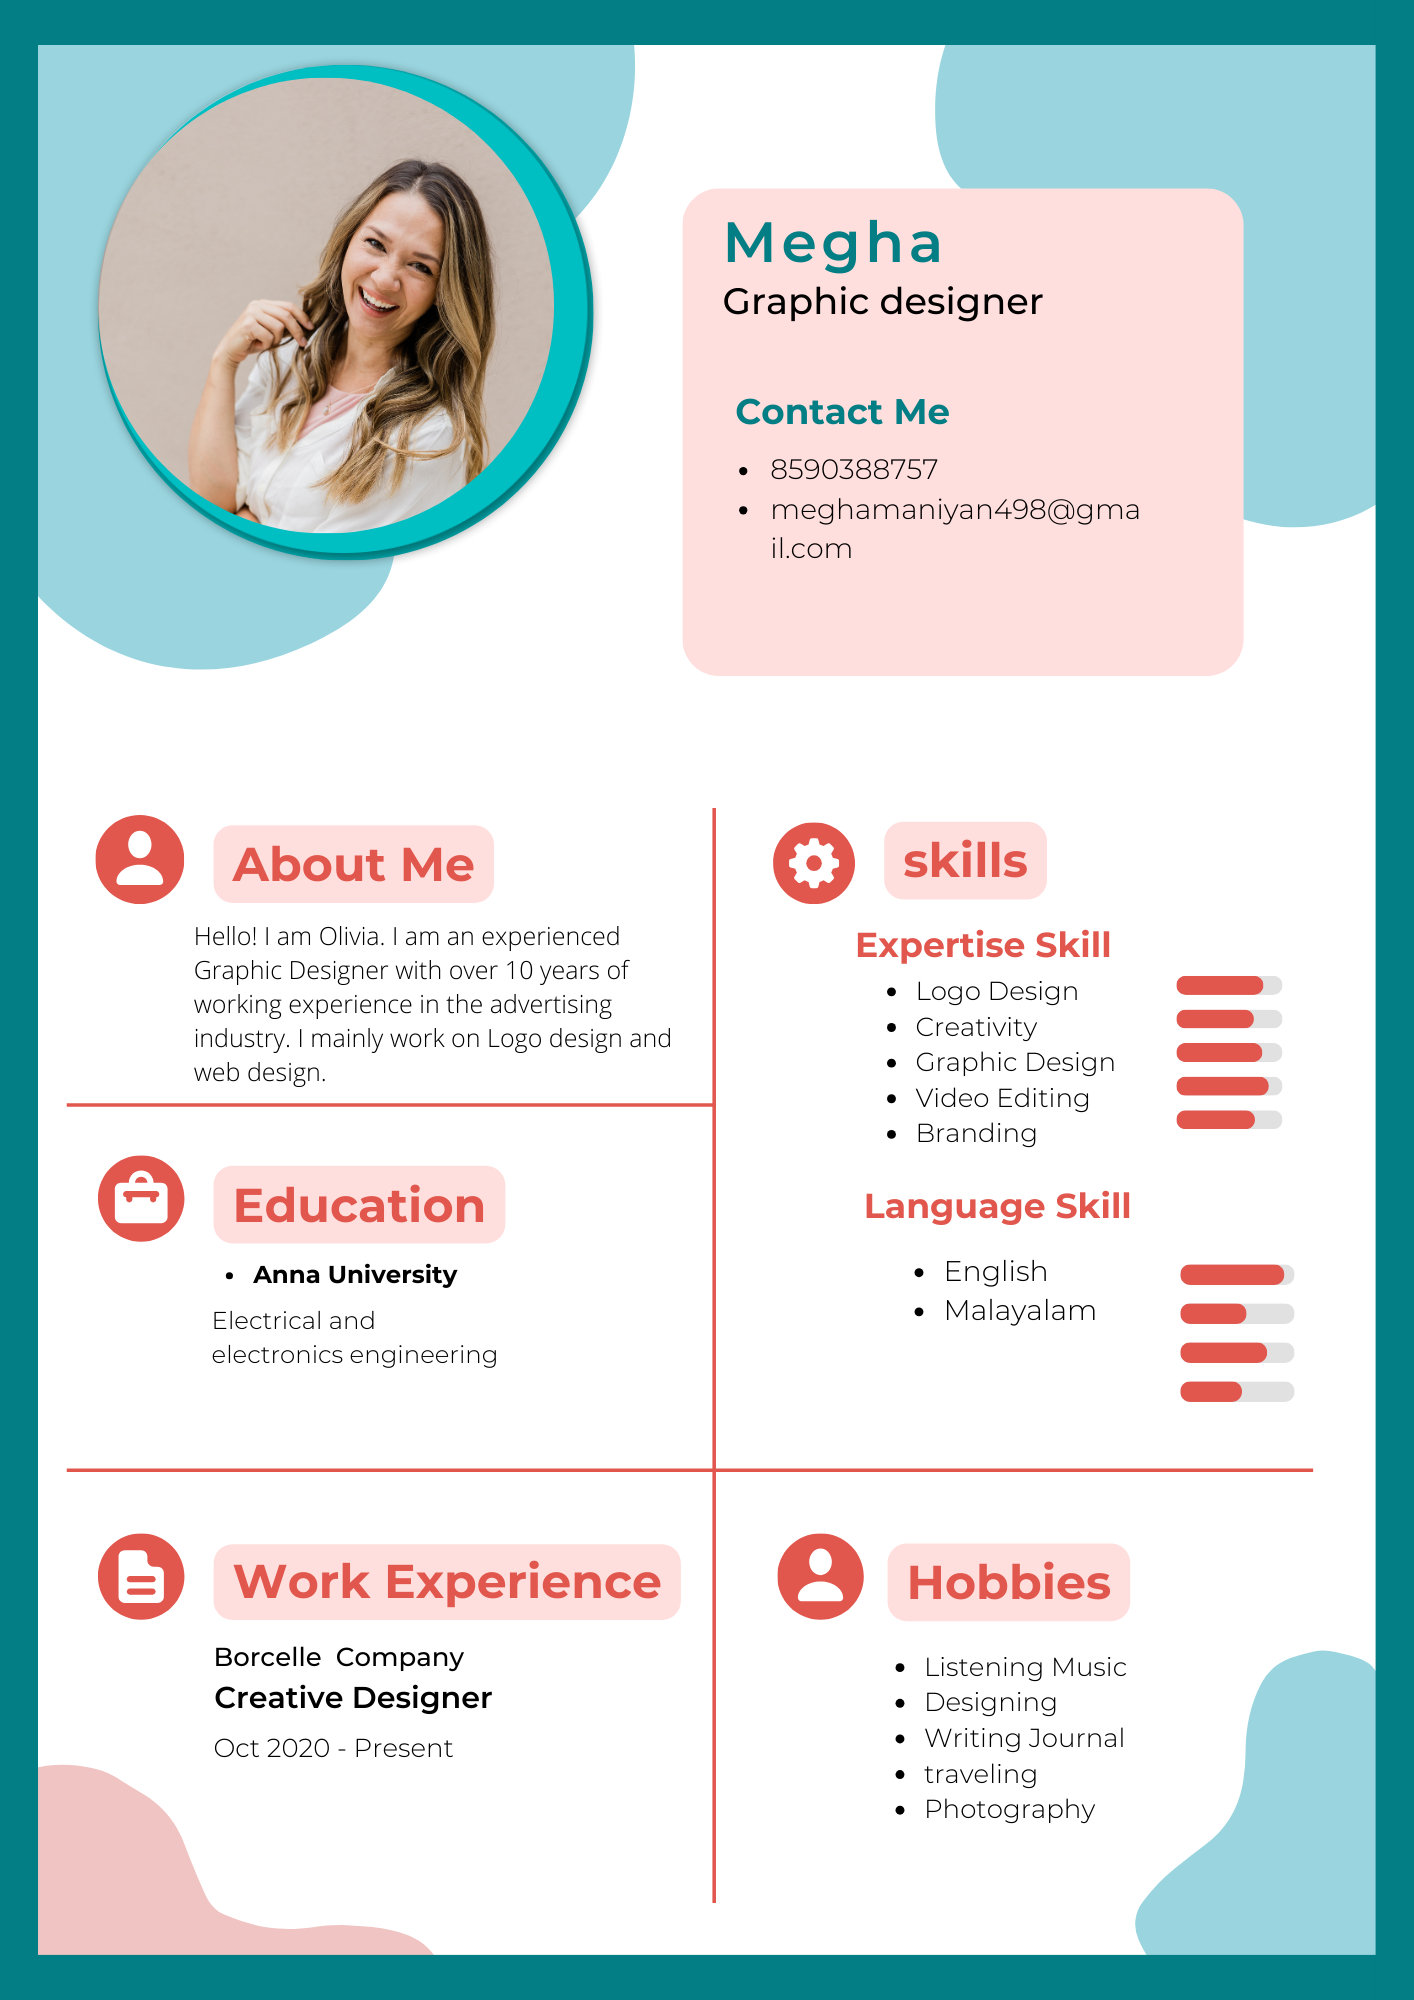 Megha
Graphic designer
Contact Me
• 8590388757
• meghamaniyan498@gma
il.com
About Me
Hello! I am Olivia. I am an experienced
Graphic Designer with over 10 years of
working experience in the advertising
industry. I mainly work on Logo design and
web design.
Education
• Anna University
Electrical and
electronics engineering
skills
Expertise Skill
• Logo Design
• Creativity
• Graphic Design
• Video Editing
• Branding
Language Skill
• English
• Malayalam
Work Experience
Borcelle  Company
Creative Designer
Oct 2020 - Present
Hobbies
• Listening Music
• Designing
• Writing Journal
• traveling
• Photography